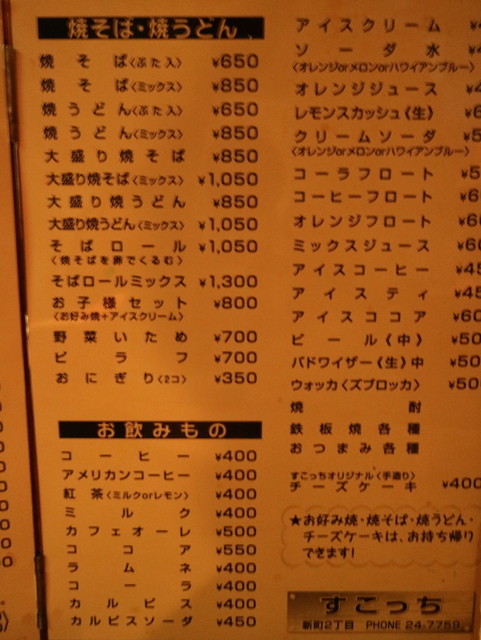 焼そば・焼うどん
焼そば〈ぶた入〉 ¥650
焼そば〈ミックス〉 ¥850
焼うどん〈ぶた入〉 ¥650
焼うどん〈ミックス〉 ¥850
大盛り焼そば ¥850
大盛り焼そば〈ミックス〉 ¥1,050
大盛り焼うどん ¥850
大盛り焼うどん〈ミックス〉 ¥1,050
そばロール ¥1,050
〈焼そばを卵でくるむ〉
そばロールミックス ¥1,300
お子様セット ¥800
〈お好み焼+アイスクリーム〉
野菜いため ¥700
ピラフ ¥700
おにぎり〈2コ〉 ¥350
お飲みもの
コーヒー ¥400
アメリカンコーヒー ¥400
紅茶〈ミルクorレモン〉 ¥400
ミルク ¥400
カフェオーレ ¥500
ココア ¥550
ラムネ ¥400
コーラ ¥400
カルピス ¥400
カルピスソーダ ¥450
アイスクリーム
ソーダ水
〈オレンジorメロンorハワイアンブルー〉
オレンジジュース
レモンスカッシュ〈生〉
クリームソーダ
〈オレンジorメロンorハワイアンブルー〉
コーラフロート
コーヒーフロート
オレンジフロート
ミックスジュース
アイスコーヒー
アイスティ
アイスココア
ビール〈中〉
バドワイザー〈生〉中
ウォッカ〈ズブロッカ〉
焼酎
鉄板焼各種
おつまみ各種
すこっちオリジナル〈手造り〉
チーズケーキ ¥400
★お好み焼・焼そば・焼うどん・
チーズケーキは、お持ち帰り
できます!
すこっち
新町2丁目 PHONE 24-7759